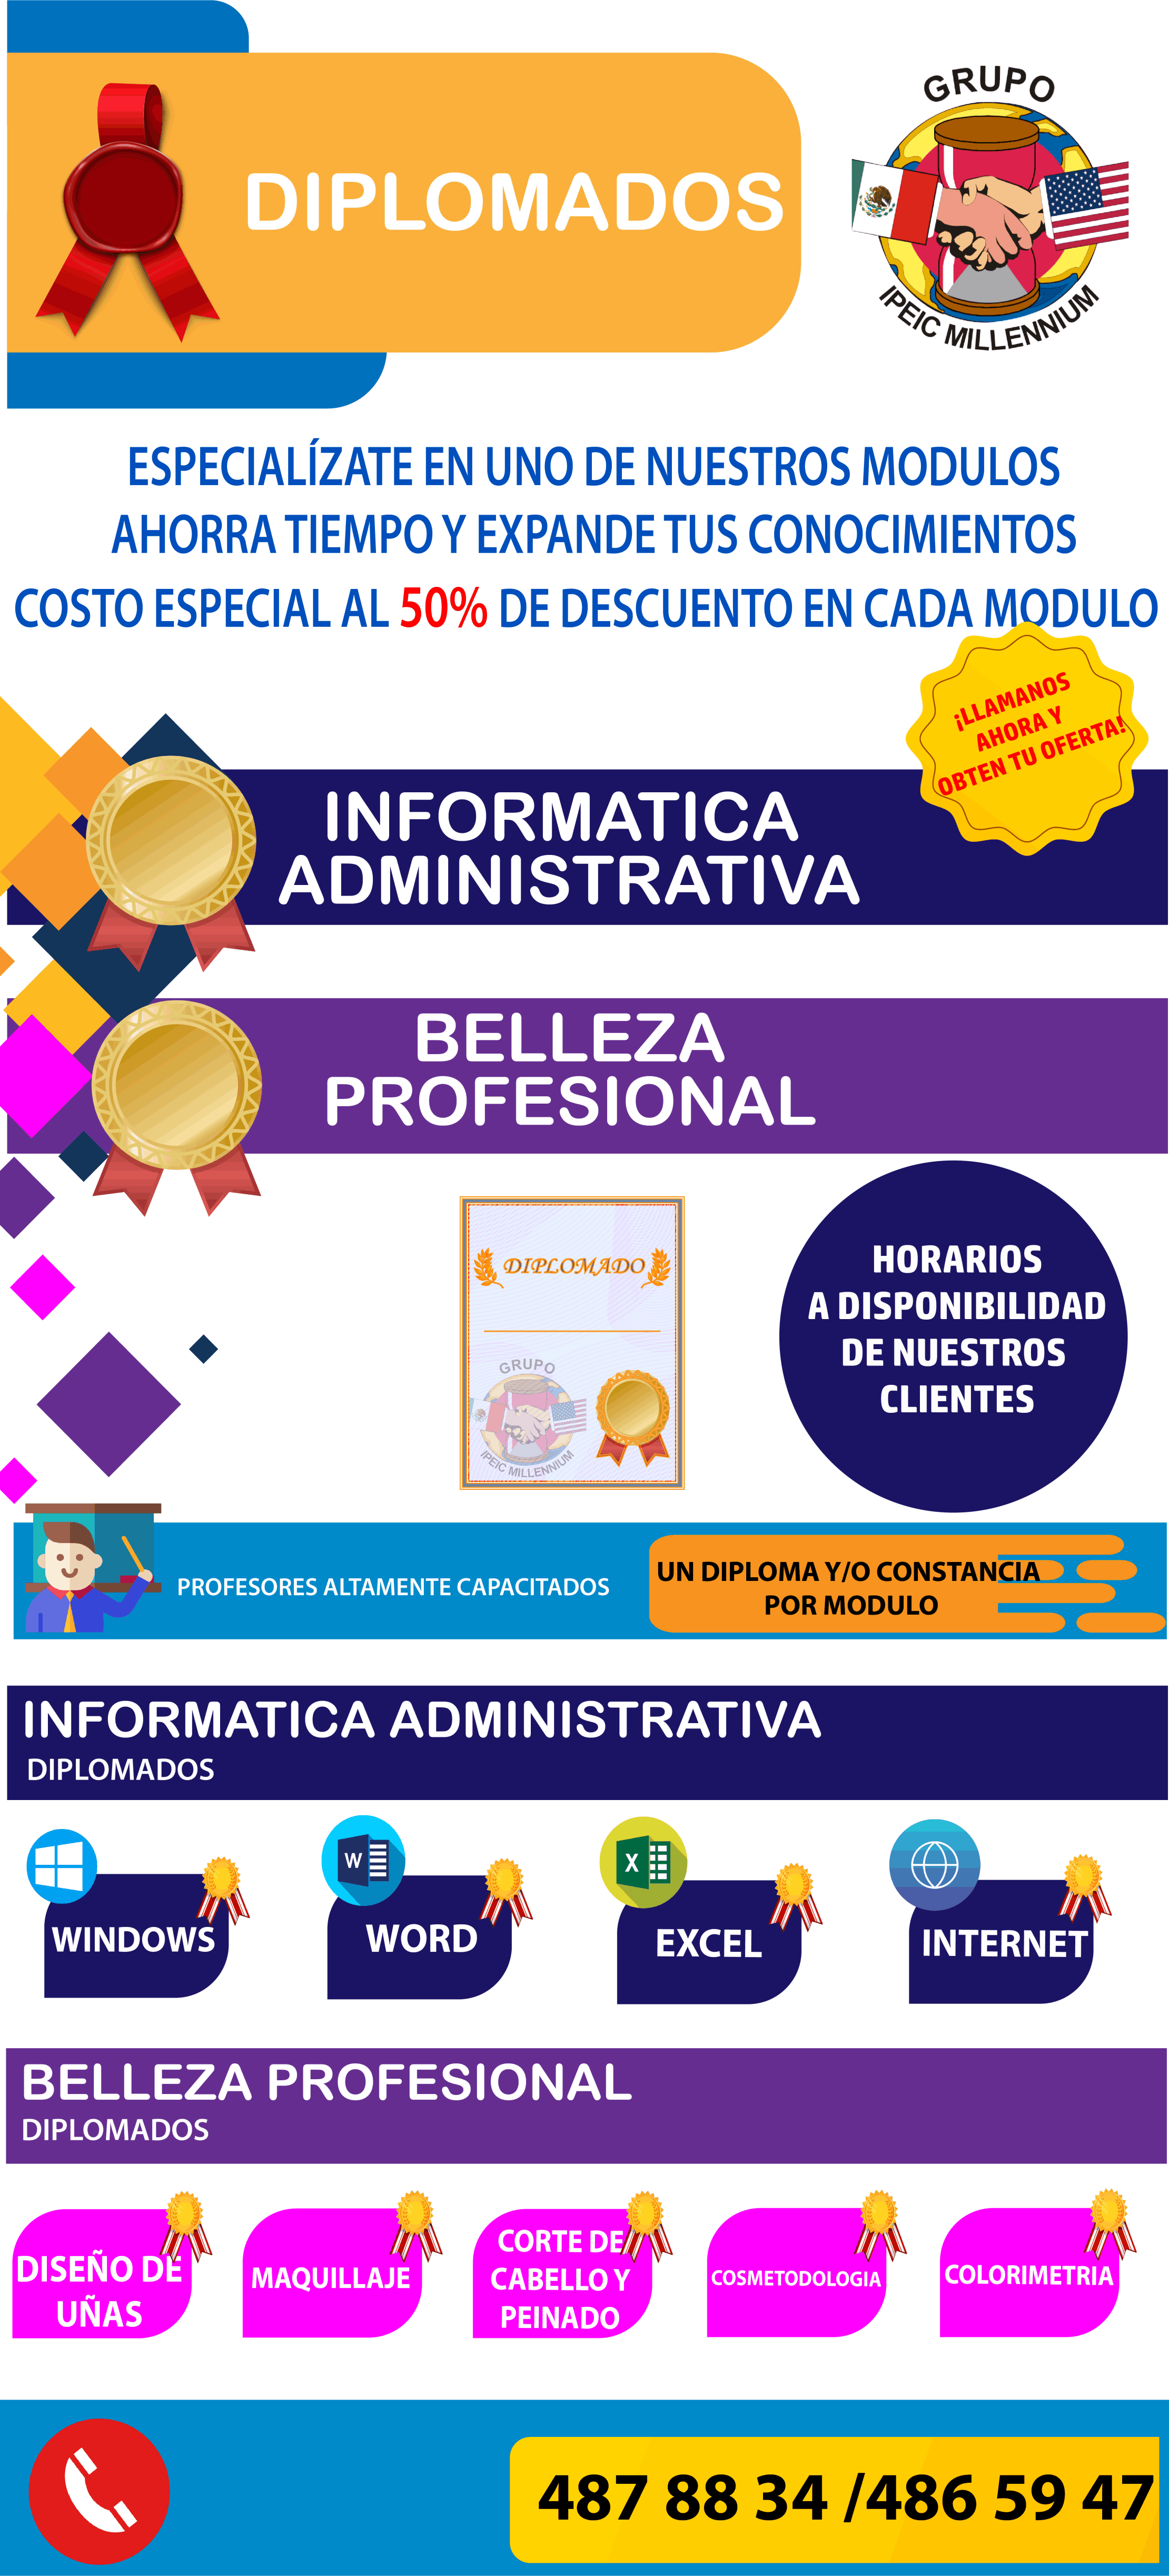 DIPLOMADOS
GRUPO
IPEIC MILLENNIUM
ESPECIALÍZATE EN UNO DE NUESTROS MODULOS
AHORRA TIEMPO Y EXPANDE TUS CONOCIMIENTOS
COSTO ESPECIAL AL 50% DE DESCUENTO EN CADA MODULO
¡LLAMANOS
AHORA Y
OBTEN TU OFERTA!
INFORMATICA
ADMINISTRATIVA
BELLEZA
PROFESIONAL
DIPLOMADO
GRUPO
IPEIC MILLENNIUM
HORARIOS
A DISPONIBILIDAD
DE NUESTROS
CLIENTES
PROFESORES ALTAMENTE CAPACITADOS
UN DIPLOMA Y/O CONSTANCIA
POR MODULO
INFORMATICA ADMINISTRATIVA
DIPLOMADOS
W
X
WINDOWS
WORD
EXCEL
INTERNET
BELLEZA PROFESIONAL
DIPLOMADOS
DISEÑO DE
UÑAS
MAQUILLAJE
CORTE DE
CABELLO Y
PEINADO
COSMETODOLOGIA
COLORIMETRIA
487 88 34 /486 59 47